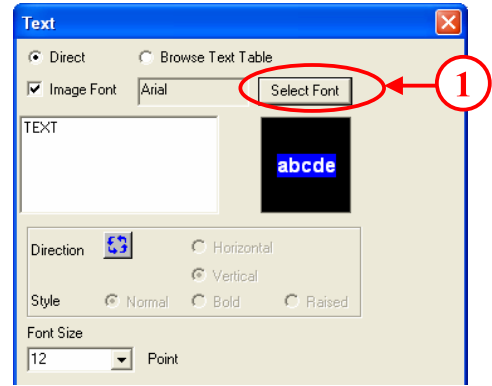 Text
Direct Browse Text Table
Image Font Arial Select Font
1
TEXT
abcde
Direction Horizontal
Vertical
Style Normal Bold Raised
Font Size
12 Point